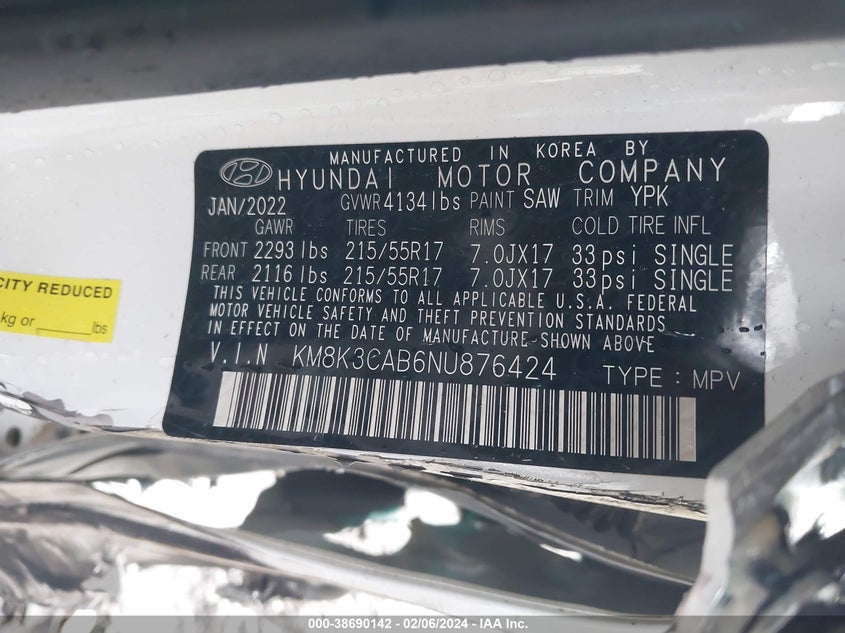 MANUFACTURED IN KOREA BY
HYUNDAI MOTOR COMPANY
JAN/2022 GVWR 4134 lbs PAINT SAW TRIM YPK
GAWR TIRES RIMS COLD TIRE INFL
FRONT 2293 lbs 215/55R17 7.0JX17 33 psi SINGLE
REAR 2116 lbs 215/55R17 7.0JX17 33 psi SINGLE
THIS VEHICLE CONFORMS TO ALL APPLICABLE U.S.A. FEDERAL
MOTOR VEHICLE SAFETY AND THEFT PREVENTION STANDARDS
IN EFFECT ON THE DATE OF MANUFACTURE SHOWN ABOVE.
V.I.N KM8K3CAB6NU876424 TYPE : MPV
CITY REDUCED
kg or ______ lbs
000-38690142 - 02/06/2024 - IAA Inc.